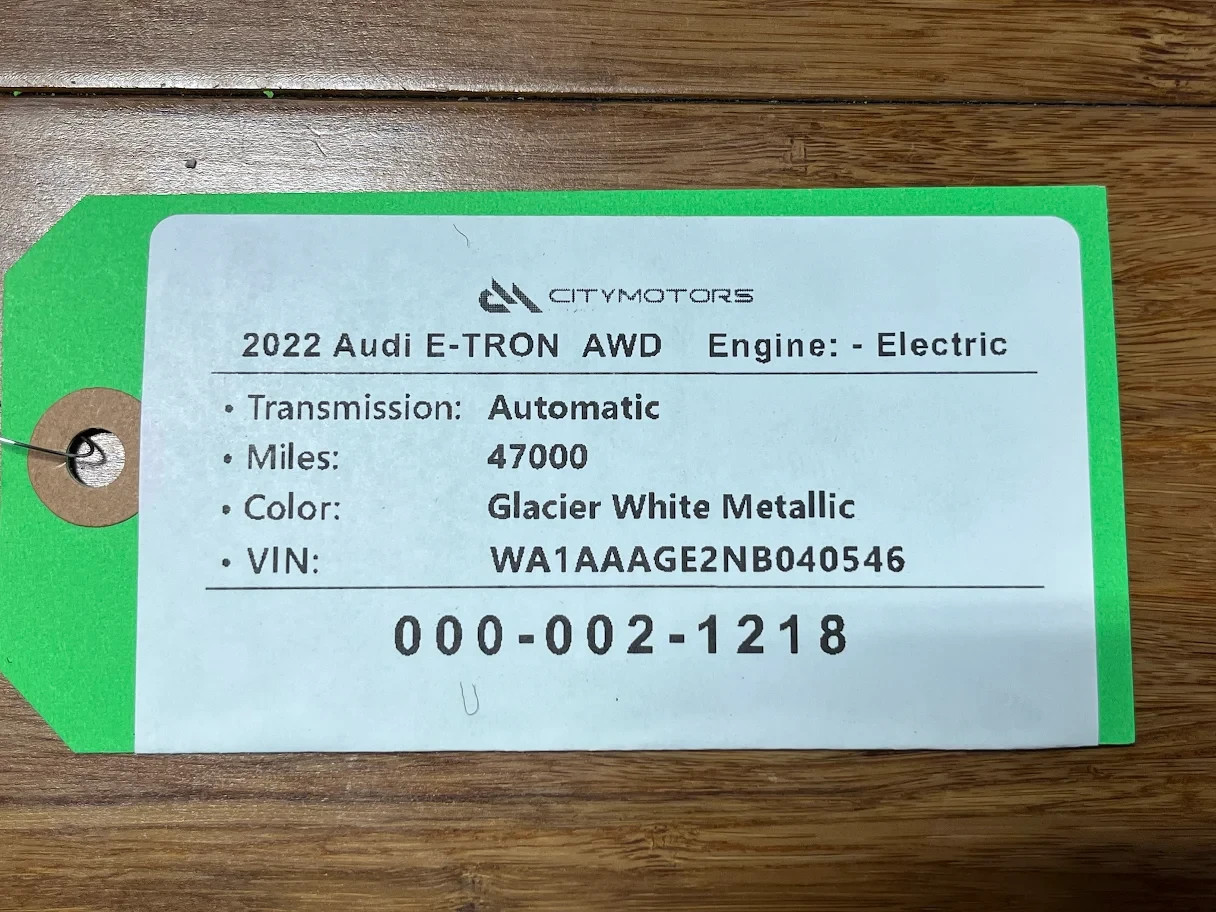 CITYMOTORS
2022 Audi E-TRON AWD Engine: - Electric
• Transmission: Automatic
• Miles: 47000
• Color: Glacier White Metallic
• VIN: WA1AAAGE2NB040546
000-002-1218